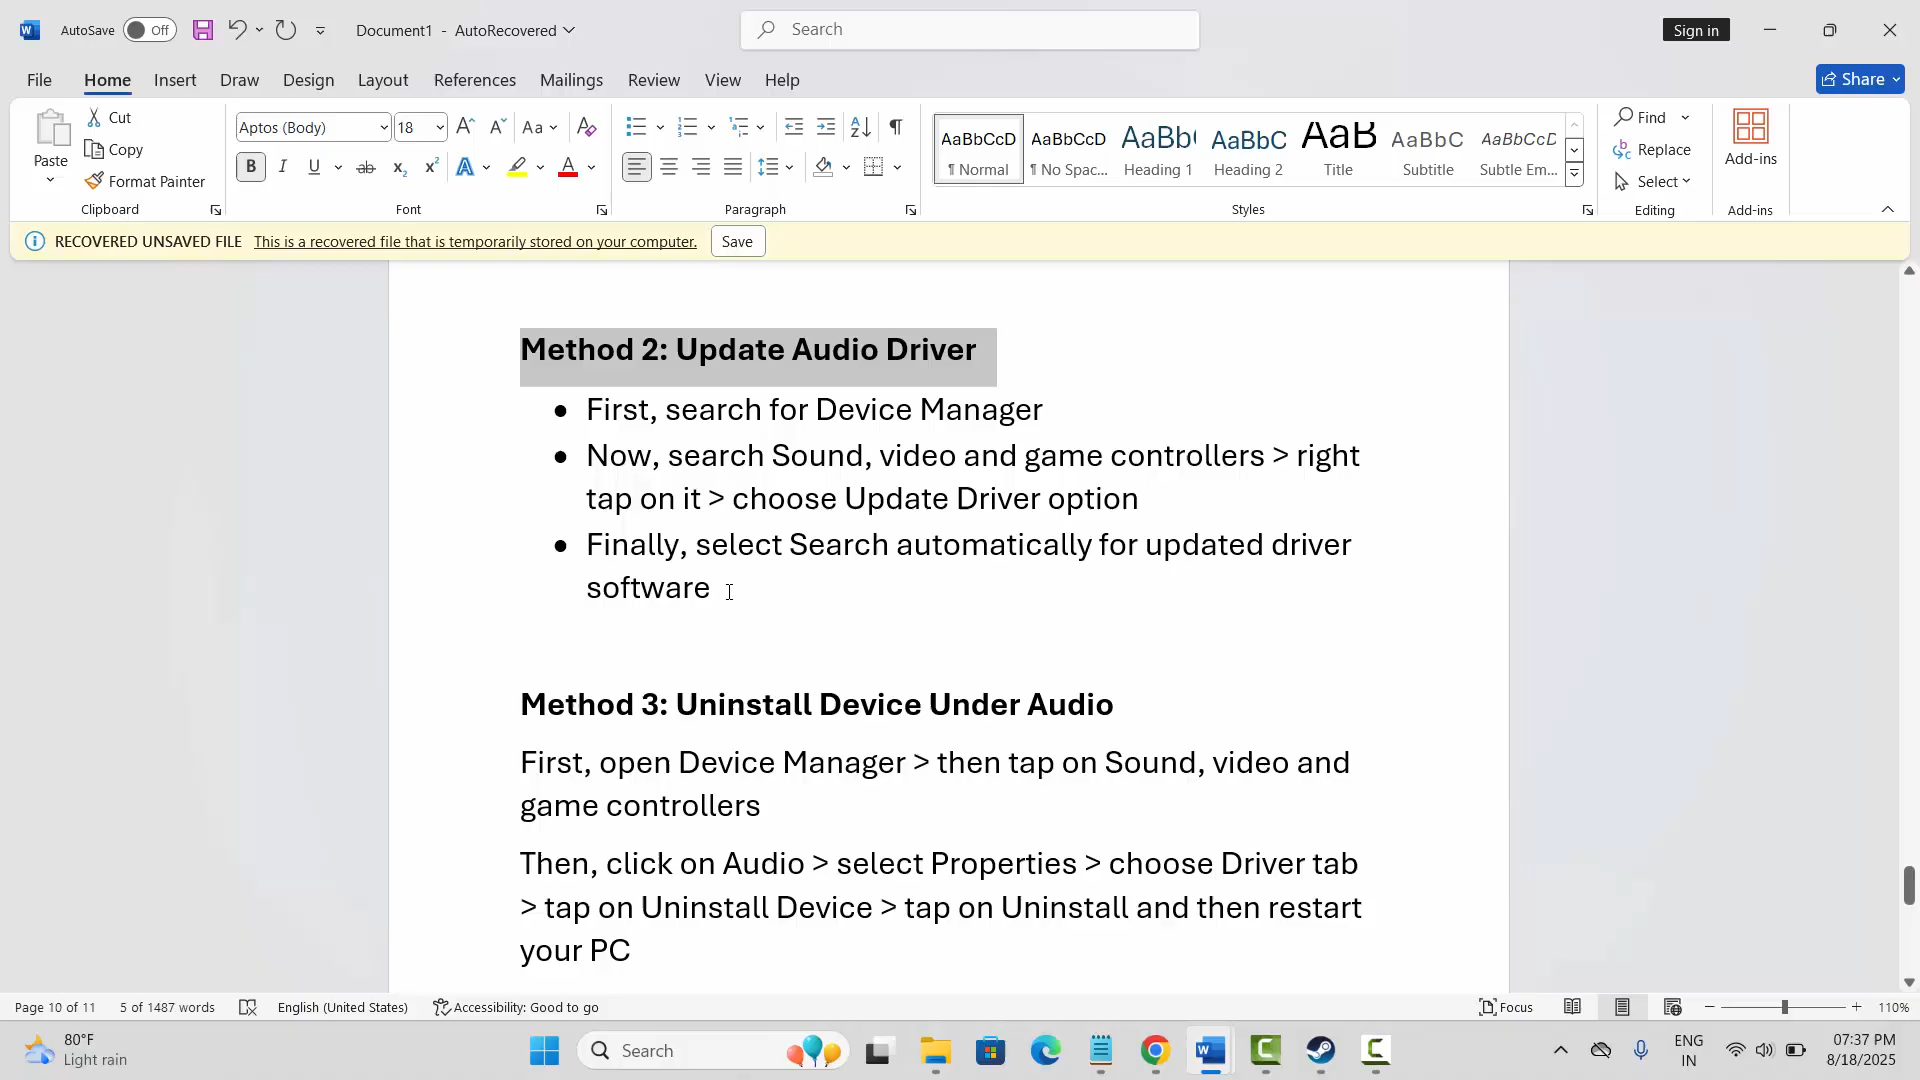 AutoSave Off Document1 - AutoRecovered Search Sign in
File Home Insert Draw Design Layout References Mailings Review View Help Share
Paste Cut Copy Format Painter Clipboard
Aptos (Body) 18 Aa
B I U ab x₂ x² A A Font
Paragraph
AaBbCcD AaBbCcD AaBb( AaBbC AaB AaBbC AaBbCcD
¶ Normal ¶ No Spac... Heading 1 Heading 2 Title Subtitle Subtle Em...
Styles
Find
Replace
Select
Editing
Add-ins
Add-ins
RECOVERED UNSAVED FILE This is a recovered file that is temporarily stored on your computer. Save
Method 2: Update Audio Driver
• First, search for Device Manager
• Now, search Sound, video and game controllers > right
tap on it > choose Update Driver option
• Finally, select Search automatically for updated driver
software
Method 3: Uninstall Device Under Audio
First, open Device Manager > then tap on Sound, video and
game controllers
Then, click on Audio > select Properties > choose Driver tab
> tap on Uninstall Device > tap on Uninstall and then restart
your PC
Page 10 of 11 5 of 1487 words English (United States) Accessibility: Good to go Focus 110%
80°F
Light rain
Search
ENG
IN
07:37 PM
8/18/2025